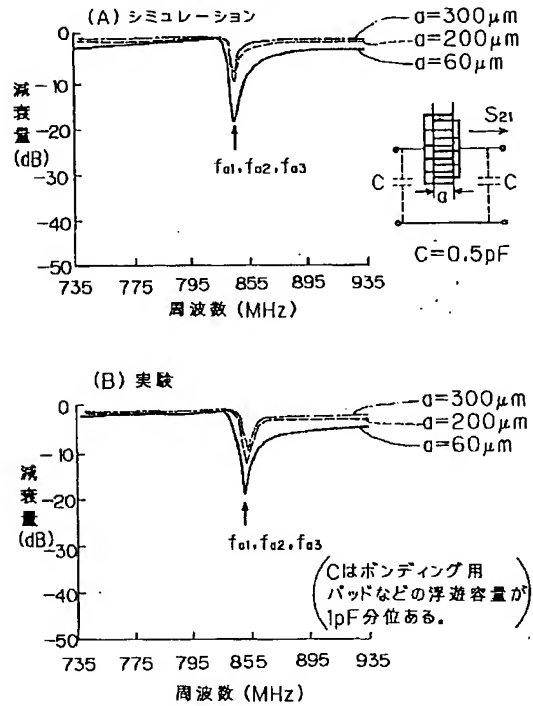 (A) シミュレーション
a=300μm
a=200μm
a=60μm
0
-10
-20
-30
-40
-50
減衰量
(dB)
fa1,fa2,fa3
S21
C
C
a
C=0.5pF
735 775 795 855 895 935
周波数 (MHz)
(B) 実験
a=300μm
a=200μm
a=60μm
0
-10
-20
-30
-40
-50
減衰量
(dB)
fa1,fa2,fa3
Cはボンディング用
パッドなどの浮遊容量が
1pF分位ある。
735 775 795 855 895 935
周波数 (MHz)